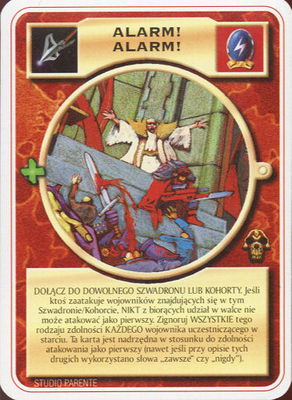 ALARM!
ALARM!
DOŁĄCZ DO DOWOLNEGO SZWADRONU LUB KOHORTY. Jeśli
ktoś zaatakuje wojowników znajdujących się w tym
Szwadronie/Kohorcie, NIKT z biorących udział w walce nie
może atakować jako pierwszy. Zignoruj WSZYSTKIE tego
rodzaju zdolności KAŻDEGO wojownika uczestniczącego w
starciu. Ta karta jest nadrzędna w stosunku do zdolności
atakowania jako pierwszy (nawet jeśli przy opisie tych
drugich wykorzystano słowa „zawsze" czy „nigdy").
STUDIO PARENTE